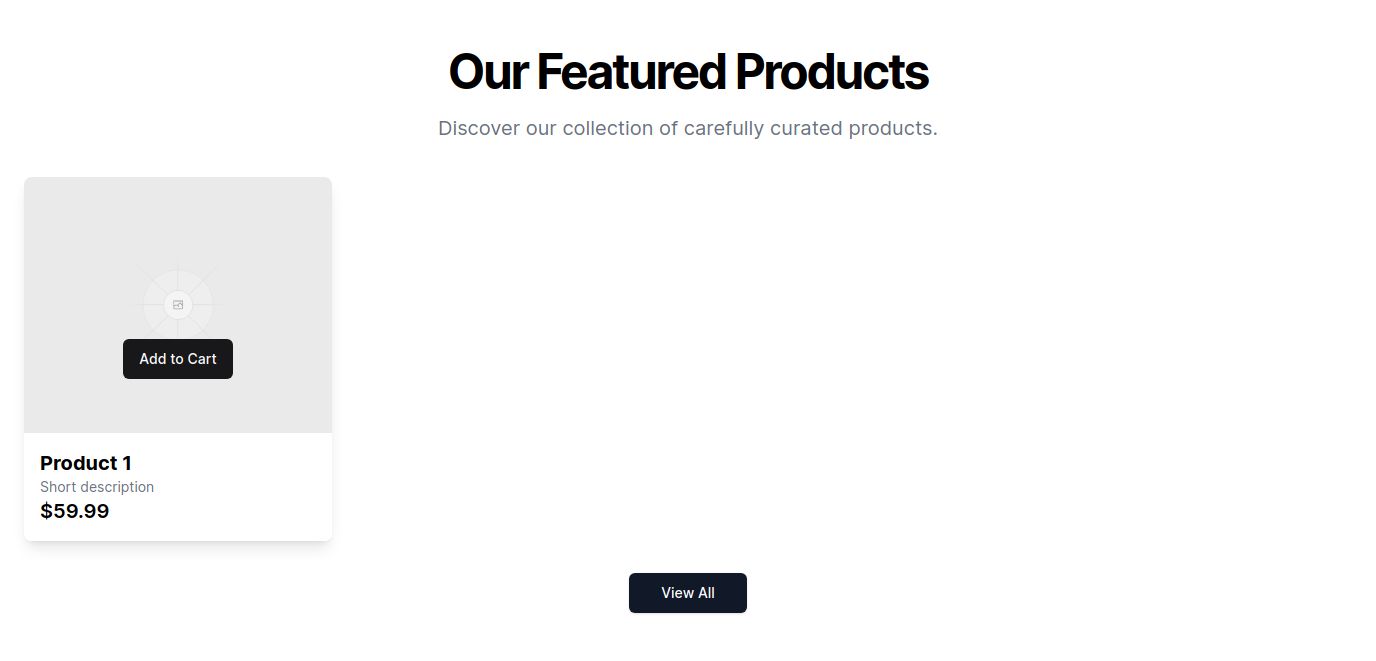 Our Featured Products
Discover our collection of carefully curated products.
Add to Cart
Product 1
Short description
$59.99
View All